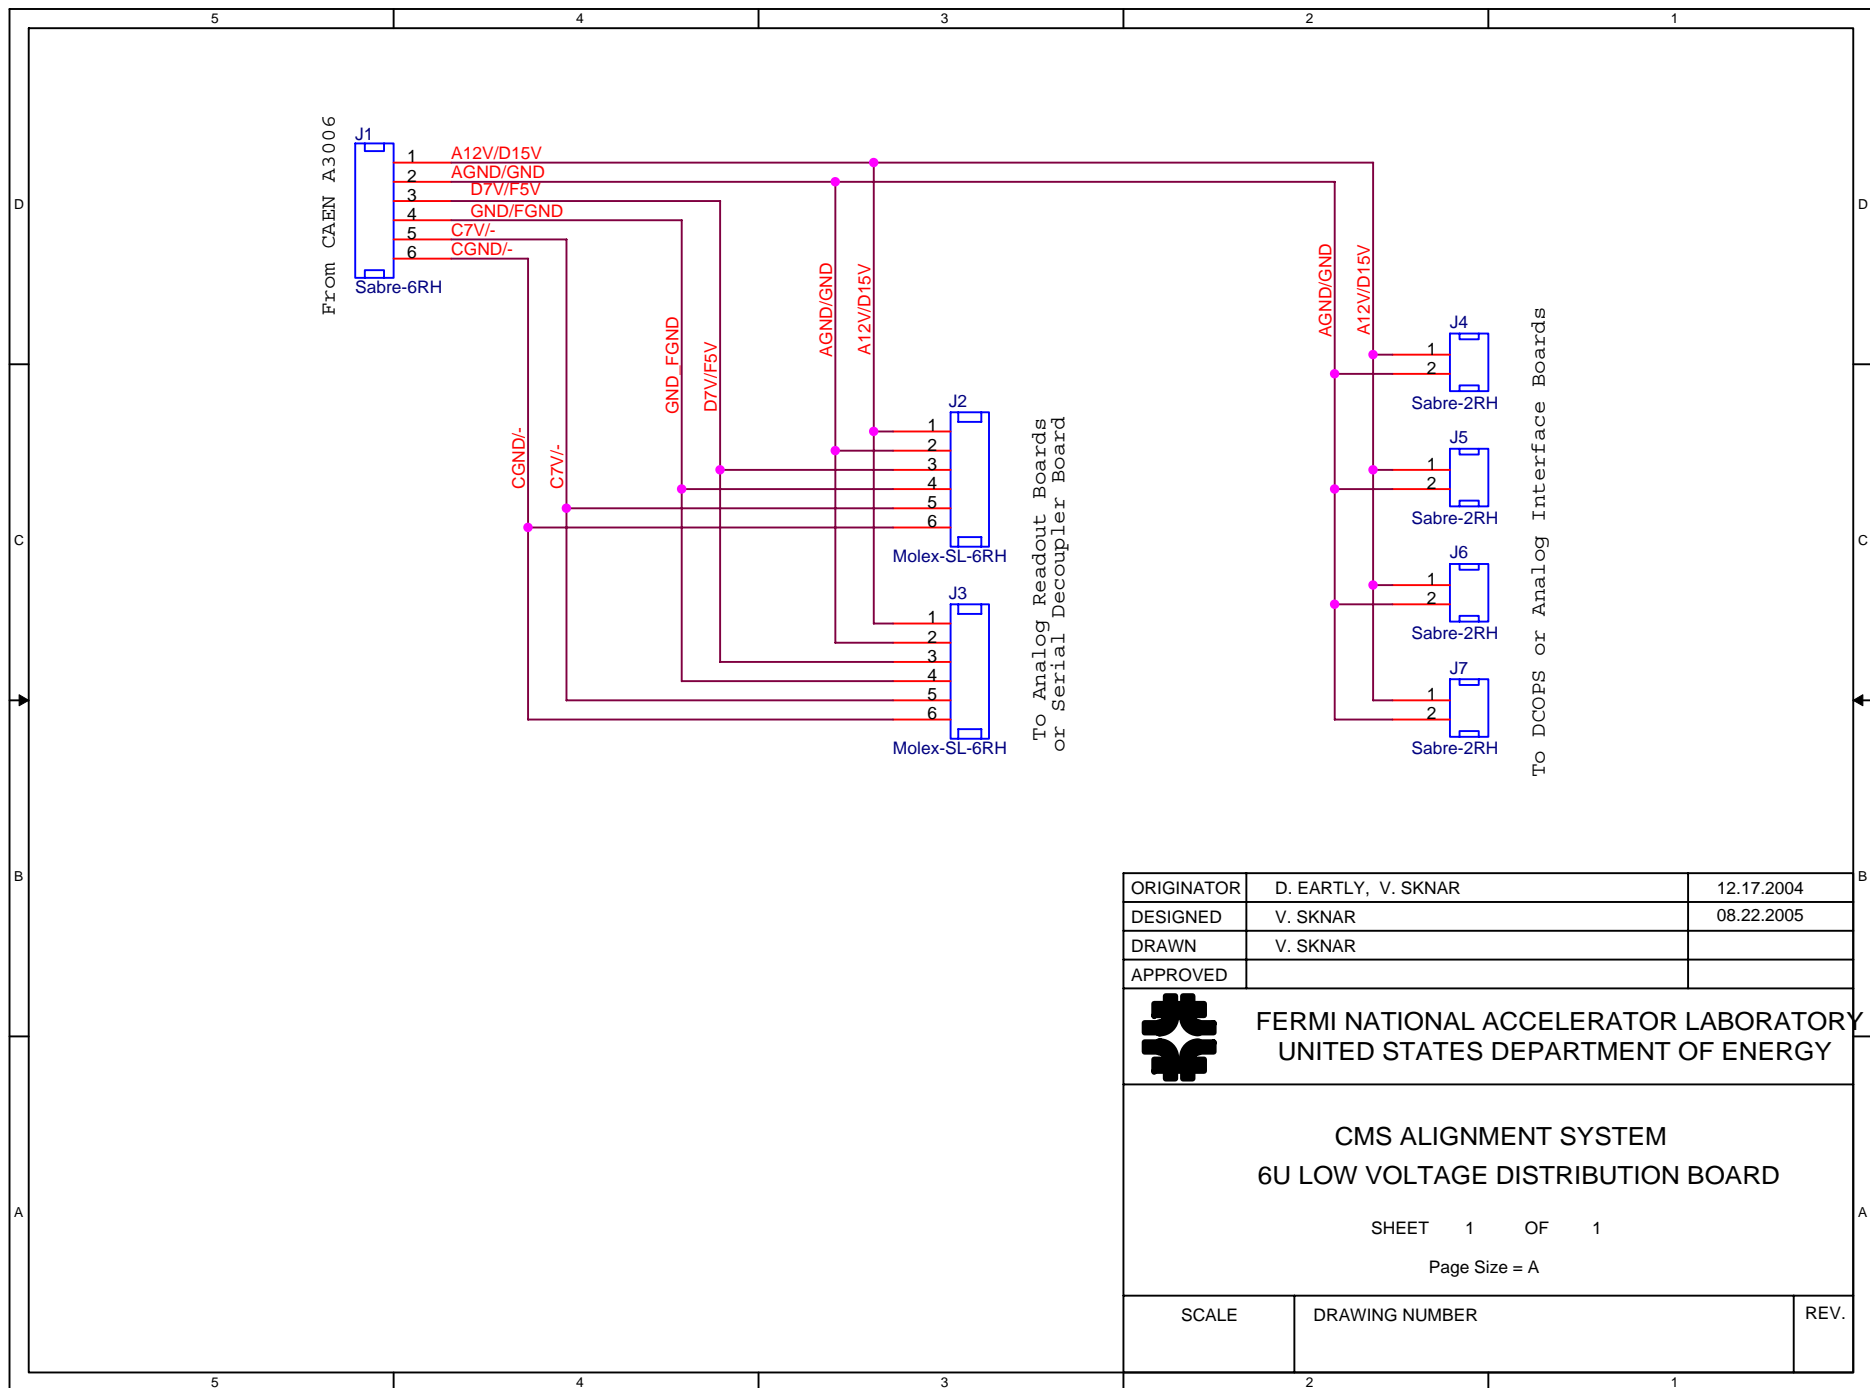 5 4 3 2 1
D
D
C
C
B
B
A
A
5 4 3 2 1
From CAEN A3006
J1
1 A12V/D15V
2 AGND/GND
3 D7V/F5V
4 GND/FGND
5 C7V/-
6 CGND/-
Sabre-6RH
CGND/-
C7V/-
GND_FGND
D7V/F5V
AGND/GND
A12V/D15V
J2
1
2
3
4
5
6
Molex-SL-6RH
J3
1
2
3
4
5
6
Molex-SL-6RH
To Analog Readout Boards
or Serial Decoupler Board
AGND/GND
A12V/D15V
J4
1
2
Sabre-2RH
J5
1
2
Sabre-2RH
J6
1
2
Sabre-2RH
J7
1
2
Sabre-2RH
To DCOPS or Analog Interface Boards
ORIGINATOR D. EARTLY, V. SKNAR 12.17.2004
DESIGNED V. SKNAR 08.22.2005
DRAWN V. SKNAR
APPROVED
FERMI NATIONAL ACCELERATOR LABORATORY
UNITED STATES DEPARTMENT OF ENERGY
CMS ALIGNMENT SYSTEM
6U LOW VOLTAGE DISTRIBUTION BOARD
SHEET 1 OF 1
Page Size = A
SCALE DRAWING NUMBER REV.